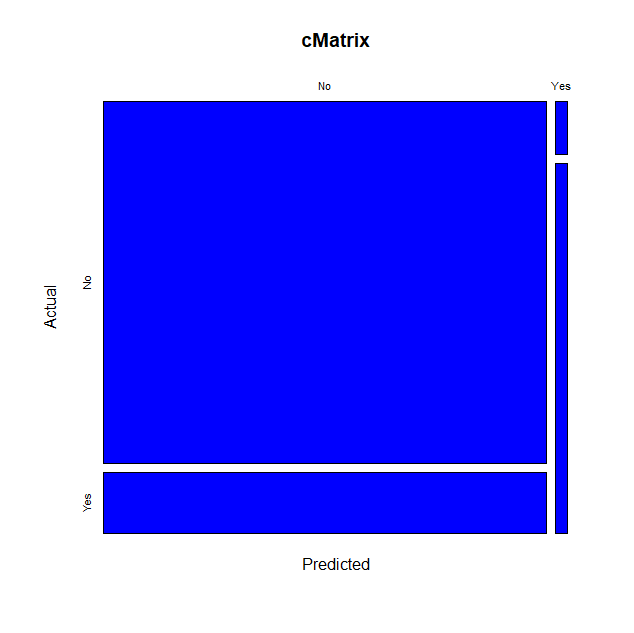 cMatrix
No Yes
No
Actual
Yes
Predicted